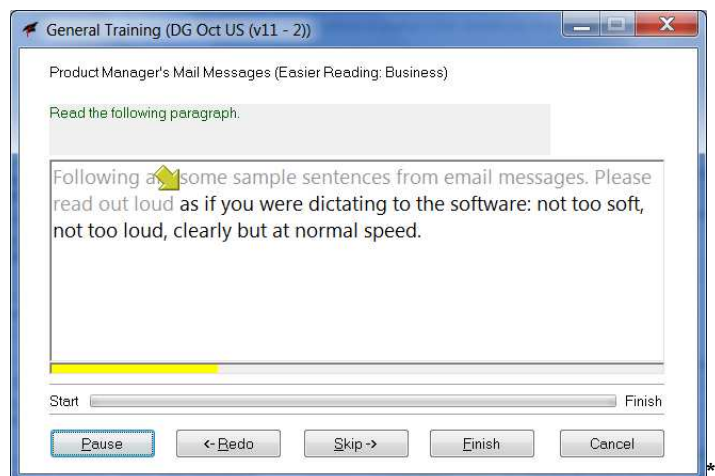 General Training (DG Oct US (v11 - 2))
Product Manager's Mail Messages (Easier Reading: Business)
Read the following paragraph.
Following a some sample sentences from email messages. Please
read out loud as if you were dictating to the software: not too soft,
not too loud, clearly but at normal speed.
Start Finish
Pause <- Redo Skip -> Finish Cancel
*